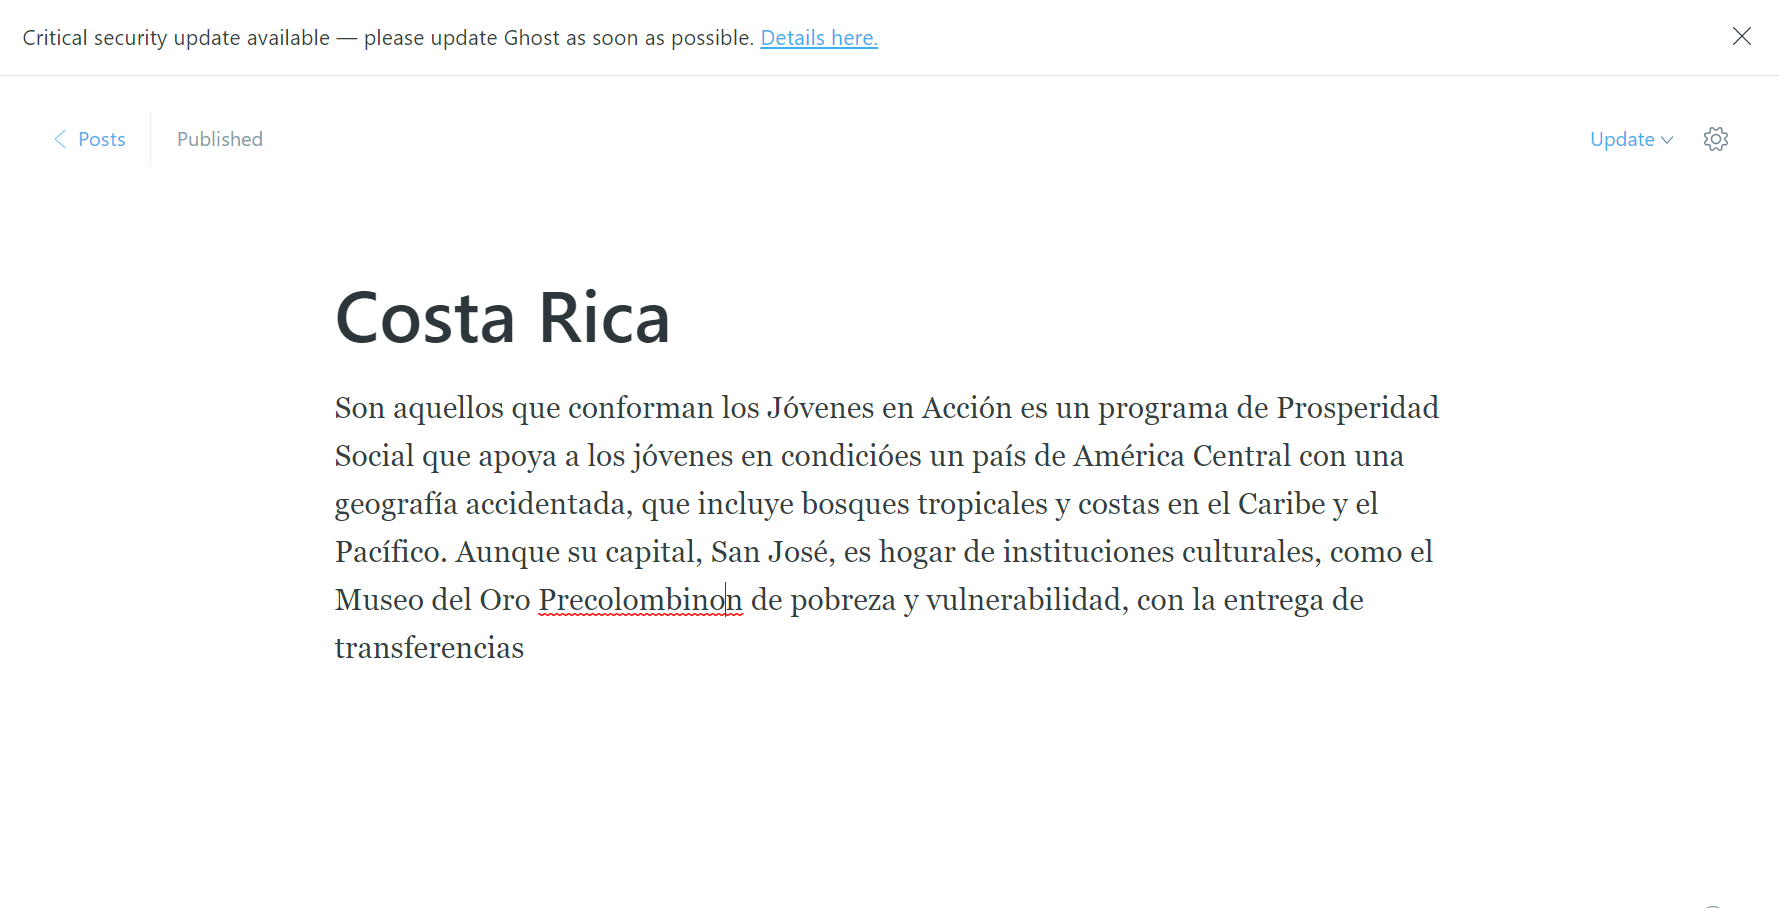 Critical security update available — please update Ghost as soon as possible. Details here.
Posts
Published
Update
Costa Rica
Son aquellos que conforman los Jóvenes en Acción es un programa de Prosperidad
Social que apoya a los jóvenes en condicióes un país de América Central con una
geografía accidentada, que incluye bosques tropicales y costas en el Caribe y el
Pacífico. Aunque su capital, San José, es hogar de instituciones culturales, como el
Museo del Oro Precolombinon de pobreza y vulnerabilidad, con la entrega de
transferencias